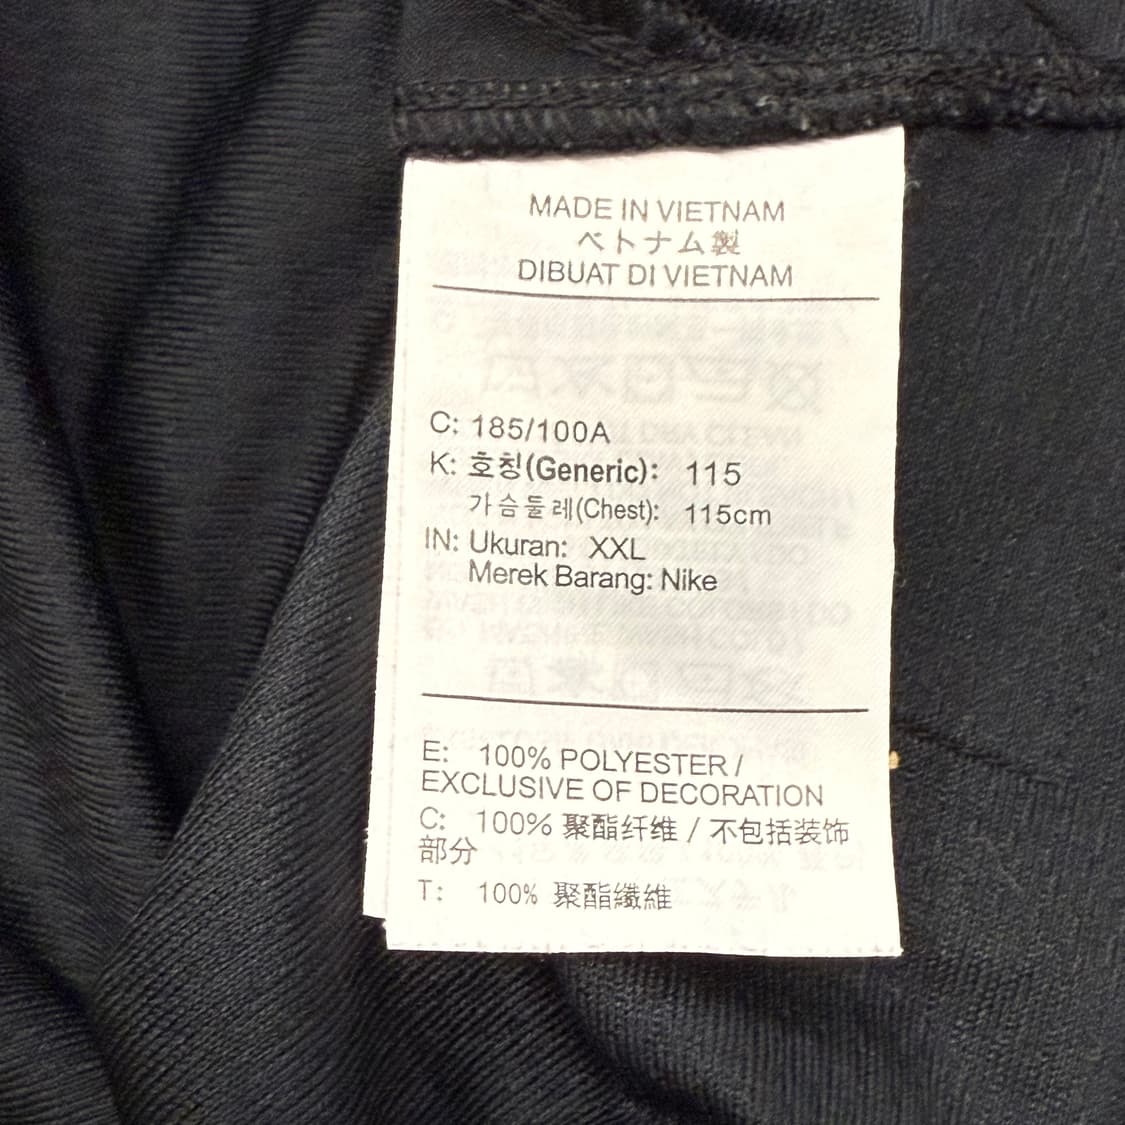 MADE IN VIETNAM
ベトナム製
DIBUAT DI VIETNAM
C: 185/100A
K: 호칭(Generic): 115
가슴둘레(Chest): 115cm
IN: Ukuran: XXL
Merek Barang: Nike
E: 100% POLYESTER /
EXCLUSIVE OF DECORATION
C: 100% 聚酯纤维 / 不包括装饰
部分
T: 100% 聚酯纖維